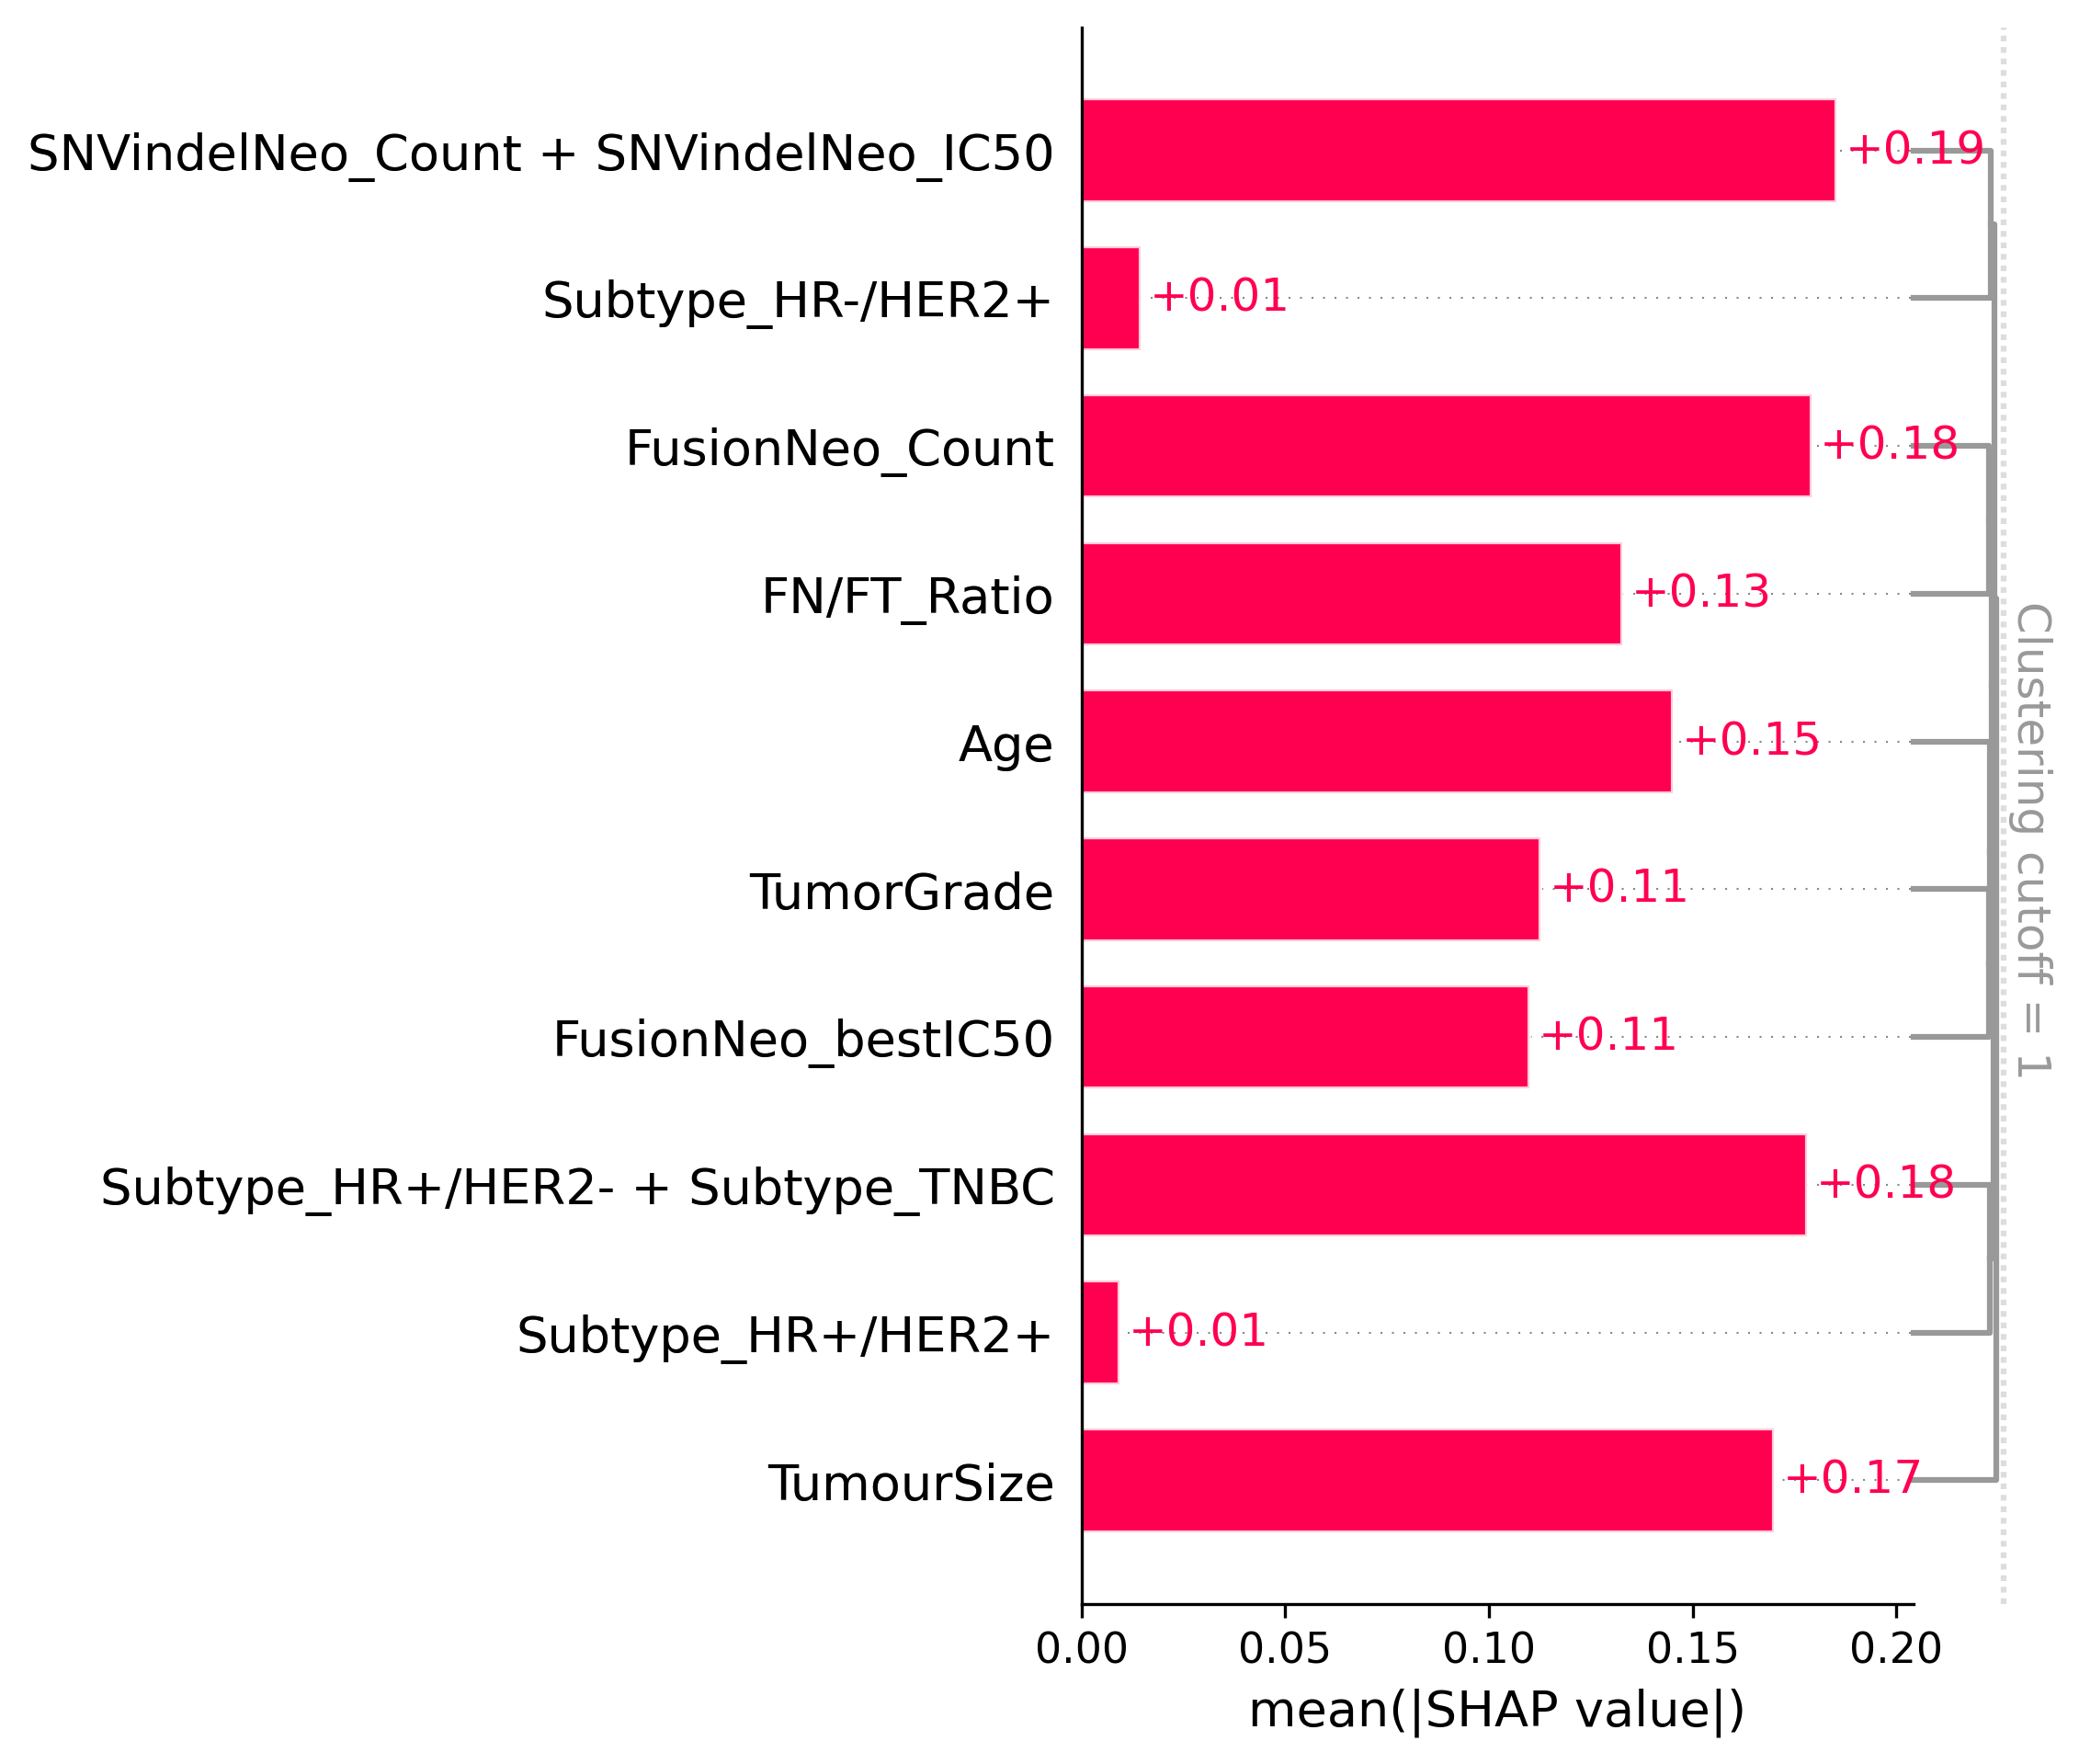 SNVindelNeo_Count + SNVindelNeo_IC50 +0.19
Subtype_HR-/HER2+ +0.01
FusionNeo_Count +0.18
FN/FT_Ratio +0.13
Age +0.15
TumorGrade +0.11
FusionNeo_bestIC50 +0.11
Subtype_HR+/HER2- + Subtype_TNBC +0.18
Subtype_HR+/HER2+ +0.01
TumourSize +0.17
Clustering cutoff = 1
0.00 0.05 0.10 0.15 0.20
mean(|SHAP value|)